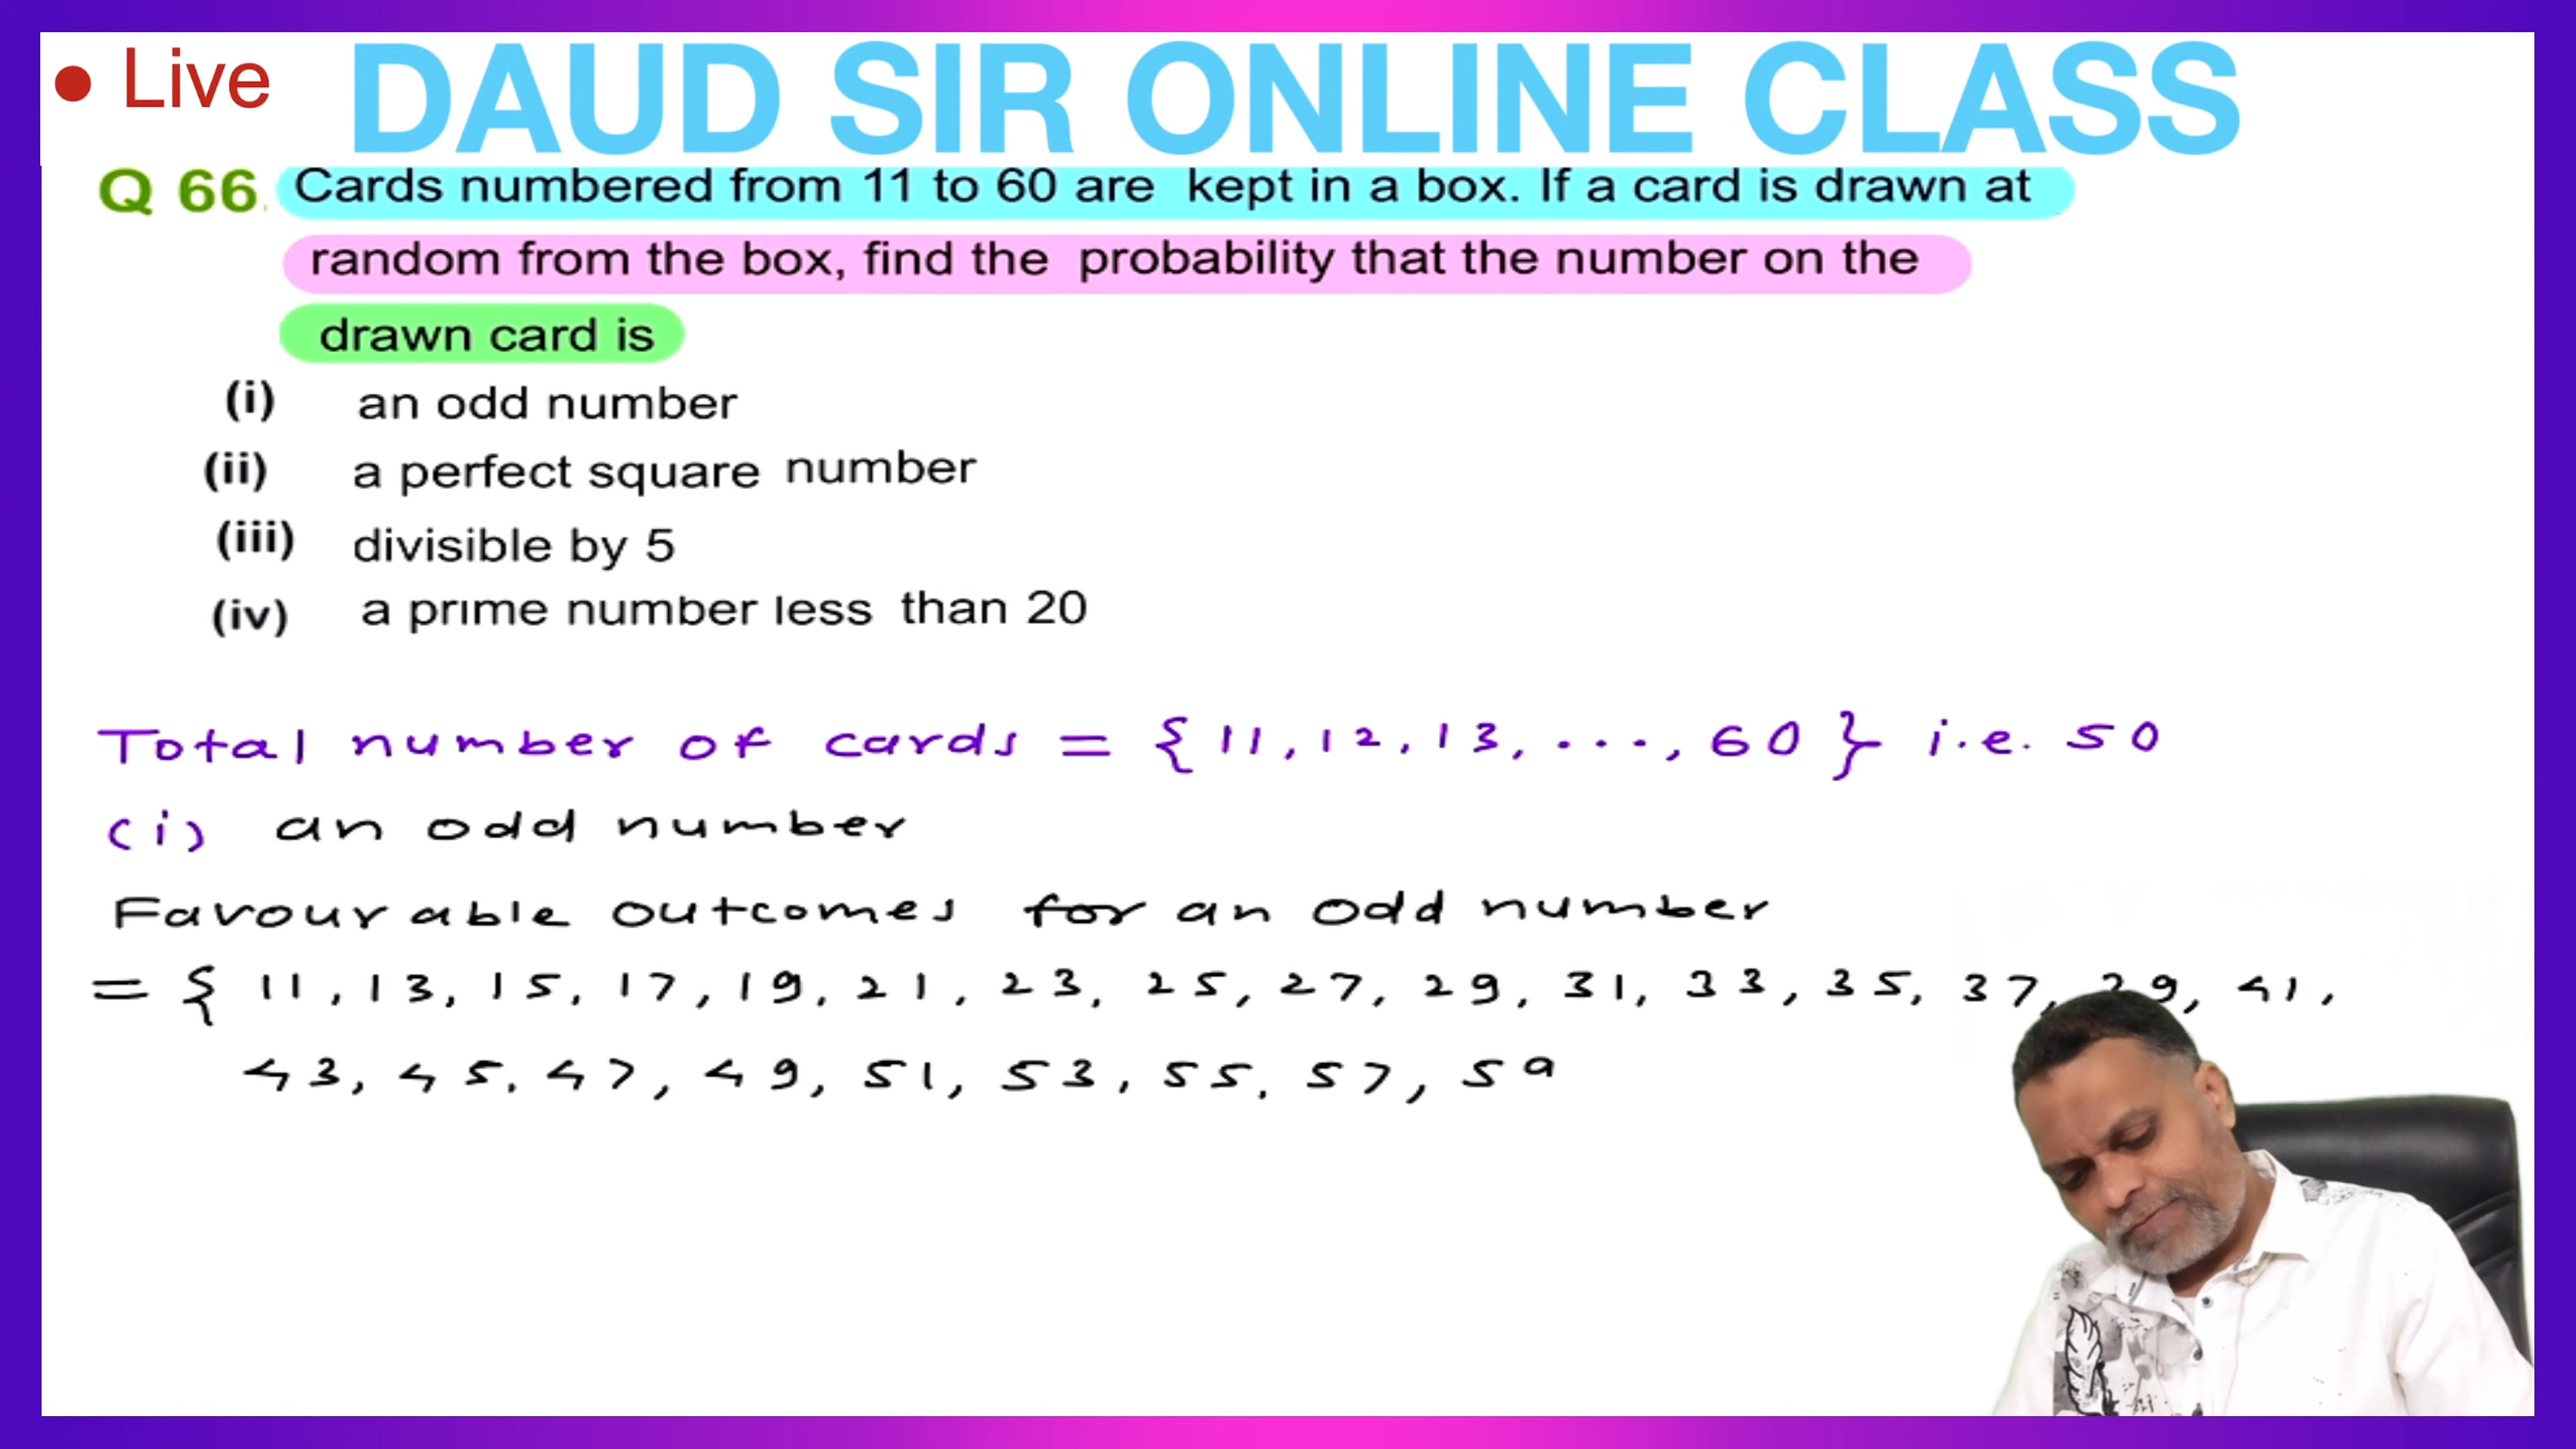 • Live DAUD SIR ONLINE CLASS
Q 66. Cards numbered from 11 to 60 are kept in a box. If a card is drawn at
random from the box, find the probability that the number on the
drawn card is
(i) an odd number
(ii) a perfect square number
(iii) divisible by 5
(iv) a prime number less than 20
Total number of cards = { 11, 12, 13, ..., 60 } i.e. 50
(i) an odd number
Favourable outcomes for an odd number
= { 11, 13, 15, 17, 19, 21, 23, 25, 27, 29, 31, 33, 35, 37, 39, 41,
43, 45, 47, 49, 51, 53, 55, 57, 59